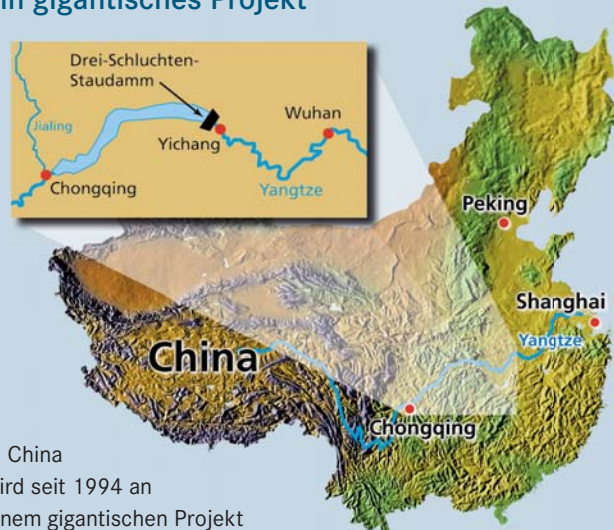 in gigantisches Projekt
Drei-Schluchten-
Staudamm
Jialing
Wuhan
Yichang
Chongqing
Yangtze
Peking
Shanghai
Yangtze
China
Chongqing
China
ird seit 1994 an
nem gigantischen Projekt